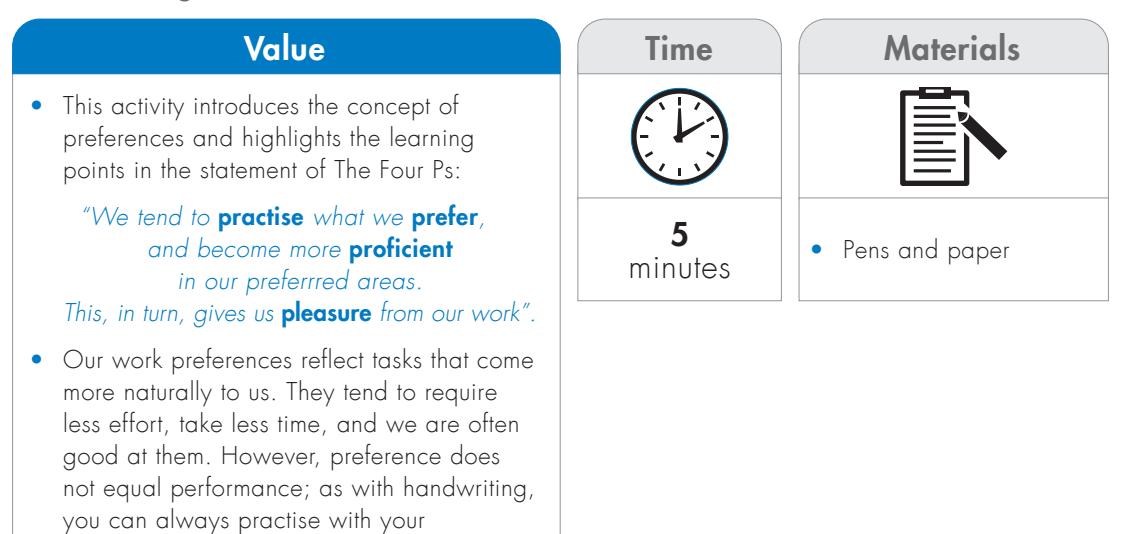 Value
• This activity introduces the concept of
preferences and highlights the learning
points in the statement of The Four Ps:
“We tend to practise what we prefer,
and become more proficient
in our preferrred areas.
This, in turn, gives us pleasure from our work”.
• Our work preferences reflect tasks that come
more naturally to us. They tend to require
less effort, take less time, and we are often
good at them. However, preference does
not equal performance; as with handwriting,
you can always practise with your
Time
5
minutes
Materials
• Pens and paper